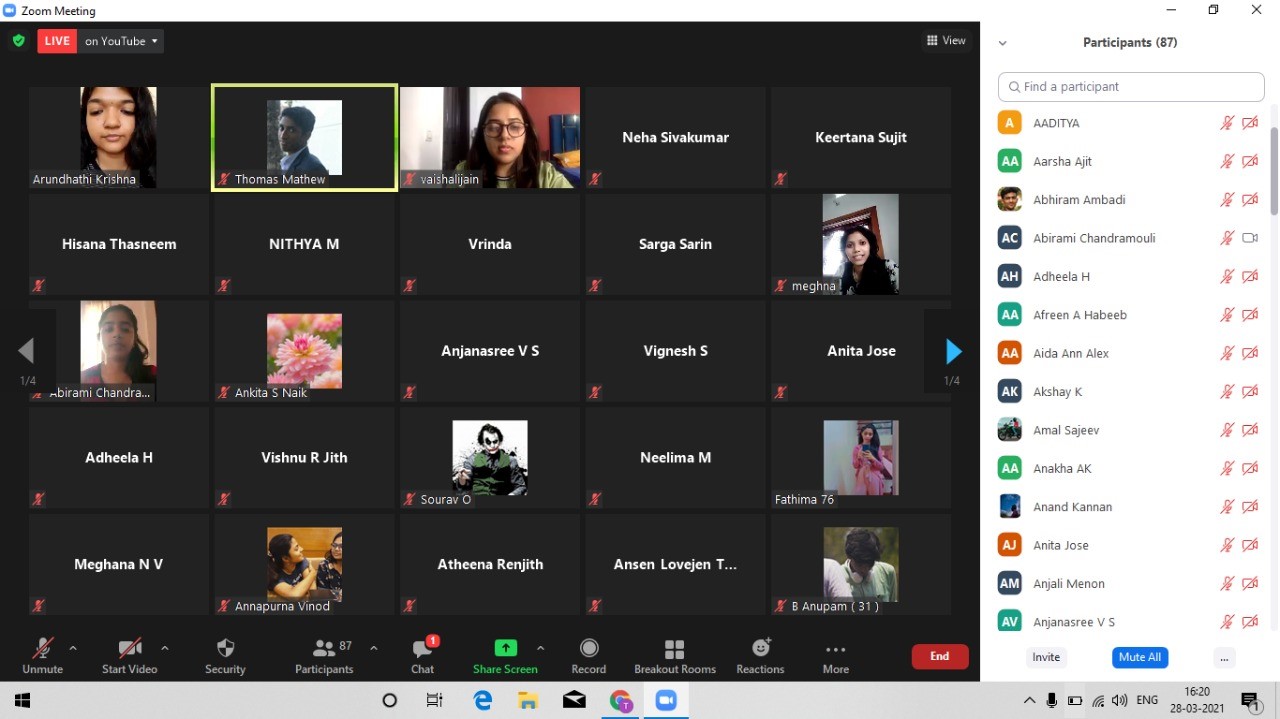 Zoom Meeting
LIVE on YouTube
View
Participants (87)
Find a participant
Arundhathi Krishna
Thomas Mathew
vaishalijain
Neha Sivakumar
Keertana Sujit
Hisana Thasneem
NITHYA M
Vrinda
Sarga Sarin
meghna
Abirami Chandra...
Ankita S Naik
Anjanasree V S
Vignesh S
Anita Jose
1/4
1/4
Adheela H
Vishnu R Jith
Sourav O
Neelima M
Fathima 76
Meghana N V
Annapurna Vinod
Atheena Renjith
Ansen Lovejen T...
B Anupam ( 31 )
A AADITYA
AA Aarsha Ajit
Abhiram Ambadi
AC Abirami Chandramouli
AH Adheela H
AA Afreen A Habeeb
AA Aida Ann Alex
AK Akshay K
Amal Sajeev
AA Anakha AK
Anand Kannan
AJ Anita Jose
AM Anjali Menon
AV Anjanasree V S
Unmute
Start Video
Security
87
Participants
1
Chat
Share Screen
Record
Breakout Rooms
Reactions
More
End
Invite
Mute All
...
T
ENG
16:20
28-03-2021
1